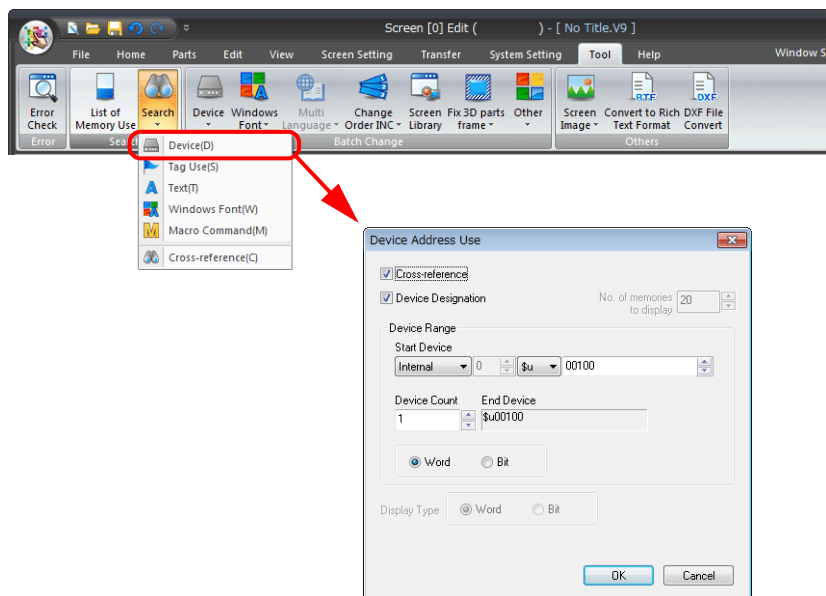 Screen [0] Edit ( ) - [ No Title.V9 ]
File Home Parts Edit View Screen Setting Transfer System Setting Tool Help Window S
Error Check
List of Memory Use
Search
Device
Windows Font
Multi Language
Change Order INC
Screen Library
Fix 3D parts frame
Other
Screen Image
RTF
Convert to Rich Text Format
DXF
DXF File Convert
Error Batch Change Others
Device(D)
Tag Use(S)
Text(T)
Windows Font(W)
Macro Command(M)
Cross-reference(C)
Device Address Use
Cross-reference
Device Designation
No. of memories to display 20
Device Range
Start Device
Internal 0 $u 00100
Device Count End Device
1 $u00100
Word Bit
Display Type Word Bit
OK Cancel